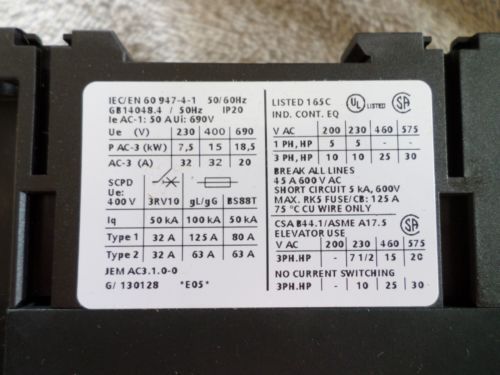 IEC/EN 60 947-4-1 50/60Hz
GB14048.4 / 50Hz IP20
Ie AC-1: 50 A Ui: 690V
Ue (V) 230 400 690
P AC-3 (kW) 7,5 15 18,5
AC-3 (A) 32 32 20
SCPD
Ue: 400 V 3RV10 gL/gG BS88T
Iq 50 kA 100 kA 50 kA
Type 1 32 A 125 A 80 A
Type 2 32 A 63 A 63 A
JEM AC3.1.0-0
G/ 130128 *E05*
LISTED 165C
IND. CONT. EQ
UL LISTED SA
V AC 200 230 460 575
1 PH, HP 5 5 - -
3 PH, HP 10 10 25 30
BREAK ALL LINES
45 A 600 V AC
SHORT CIRCUIT 5 kA, 600V
MAX. RK5 FUSE/CB: 125 A
75 °C CU WIRE ONLY
CSA B44.1/ASME A17.5
ELEVATOR USE
SA
V AC 200 230 460 575
3PH.HP - 7 1/2 15 20
NO CURRENT SWITCHING
3PH.HP - 10 25 30